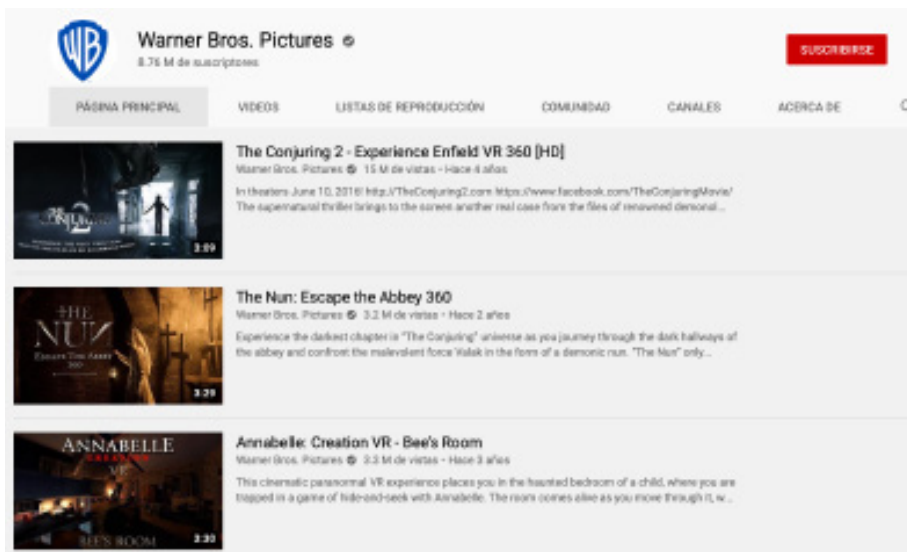 WB
Warner Bros. Pictures
8.76 M de suscriptores
SUSCRIBIRSE
PÁGINA PRINCIPAL VIDEOS LISTAS DE REPRODUCCIÓN COMUNIDAD CANALES ACERCA DE
The Conjuring 2 - Experience Enfield VR 360 [HD]
Warner Bros. Pictures 15 M de vistas • Hace 4 años
In theaters June 10, 2016! http://TheConjuring2.com https://www.facebook.com/TheConjuringMovie/
The supernatural thriller brings to the screen another real case from the files of renowned demonol...
THE
CONJURING
2
3:09
The Nun: Escape the Abbey 360
Warner Bros. Pictures 3.2 M de vistas • Hace 2 años
Experience the darkest chapter in "The Conjuring" universe as you journey through the dark hallways of
the abbey and confront the malevolent force Valak in the form of a demonic nun. "The Nun" only...
THE
NUN
ESCAPE THE ABBEY
360
3:29
Annabelle: Creation VR - Bee's Room
Warner Bros. Pictures 3.3 M de vistas • Hace 3 años
This cinematic paranormal VR experience places you in the haunted bedroom of a child, where you are
trapped in a game of hide-and-seek with Annabelle. The room comes alive as you move through it, w...
ANNABELLE
CREATION
VR
BEE'S ROOM
3:30